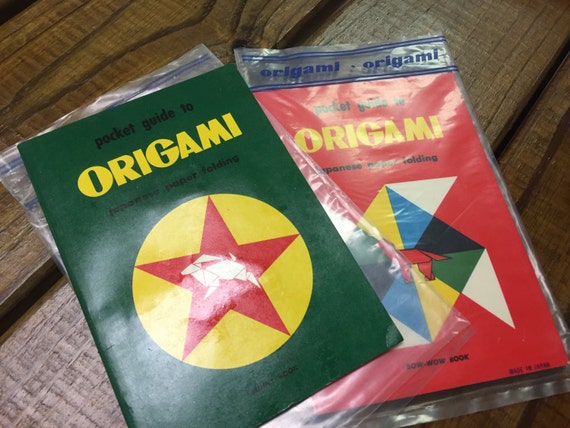 pocket guide to
ORIGAMI
japanese paper folding
origami · origami
pocket guide to
ORIGAMI
japanese paper folding
BOW-WOW BOOK
MADE IN JAPAN